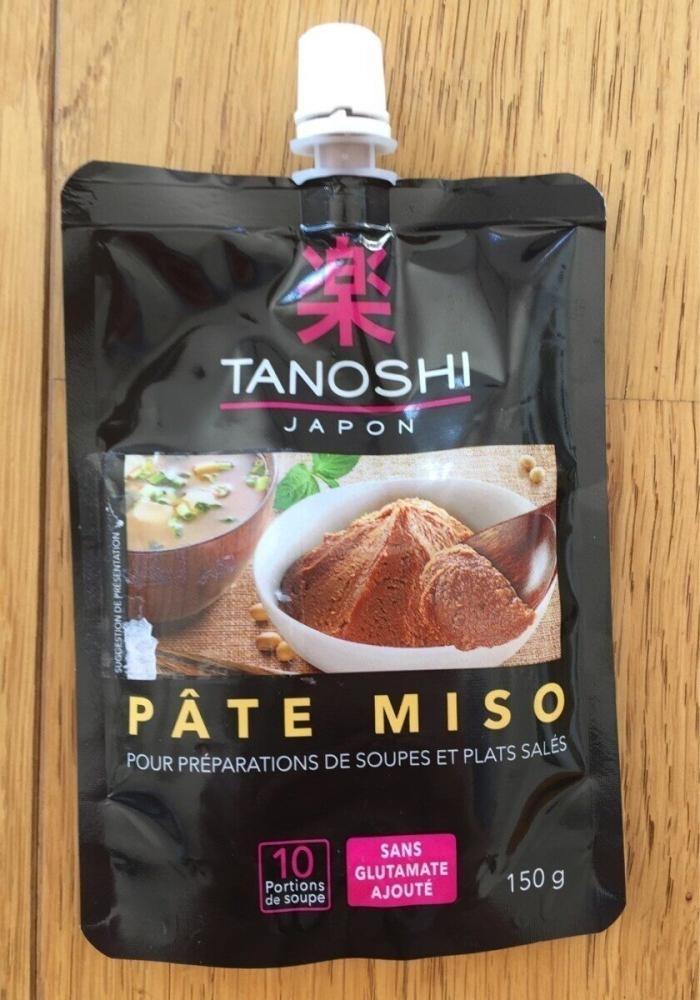 楽
TANOSHI
JAPON
SUGGESTION DE PRÉSENTATION
PÂTE MISO
POUR PRÉPARATIONS DE SOUPES ET PLATS SALÉS
10
Portions
de soupe
SANS
GLUTAMATE
AJOUTÉ
150 g